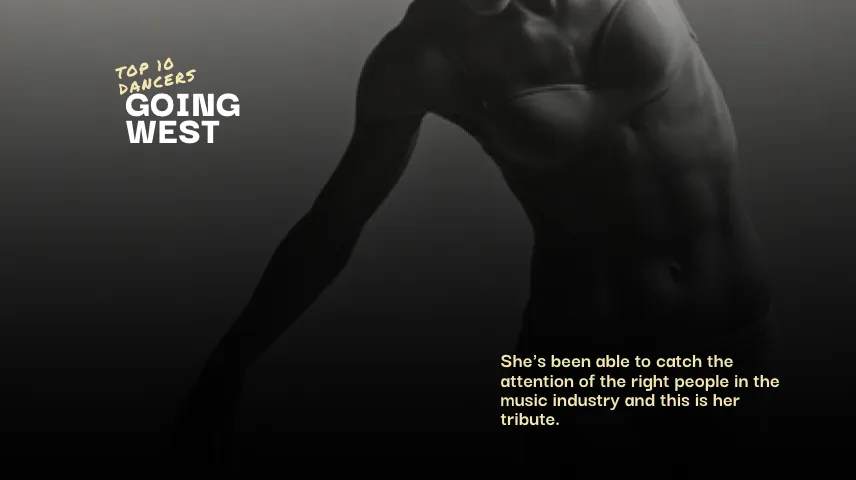 TOP 10
DANCERS
GOING
WEST
She's been able to catch the
attention of the right people in the
music industry and this is her
tribute.